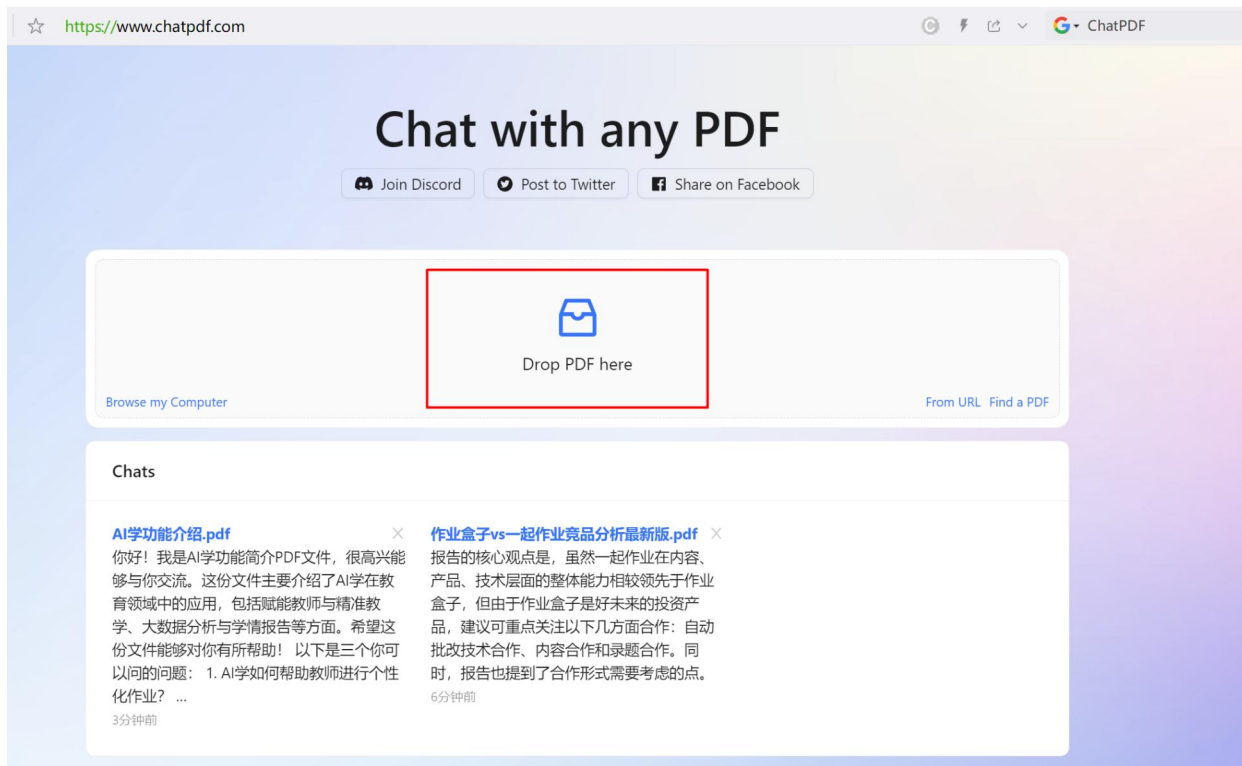 https://www.chatpdf.com
ChatPDF
Chat with any PDF
Join Discord
Post to Twitter
Share on Facebook
Drop PDF here
Browse my Computer
From URL Find a PDF
Chats
AI学功能介绍.pdf
你好！我是AI学功能简介PDF文件，很高兴能
够与你交流。这份文件主要介绍了AI学在教
育领域中的应用，包括赋能教师与精准教
学、大数据分析与学情报告等方面。希望这
份文件能够对你有所帮助！ 以下是三个你可
以问的问题： 1. AI学如何帮助教师进行个性
化作业？ ...
3分钟前
作业盒子vs一起作业竞品分析最新版.pdf
报告的核心观点是，虽然一起作业在内容、
产品、技术层面的整体能力相较领先于作业
盒子，但由于作业盒子是好未来的投资产
品，建议可重点关注以下几方面合作：自动
批改技术合作、内容合作和录题合作。同
时，报告也提到了合作形式需要考虑的点。
6分钟前